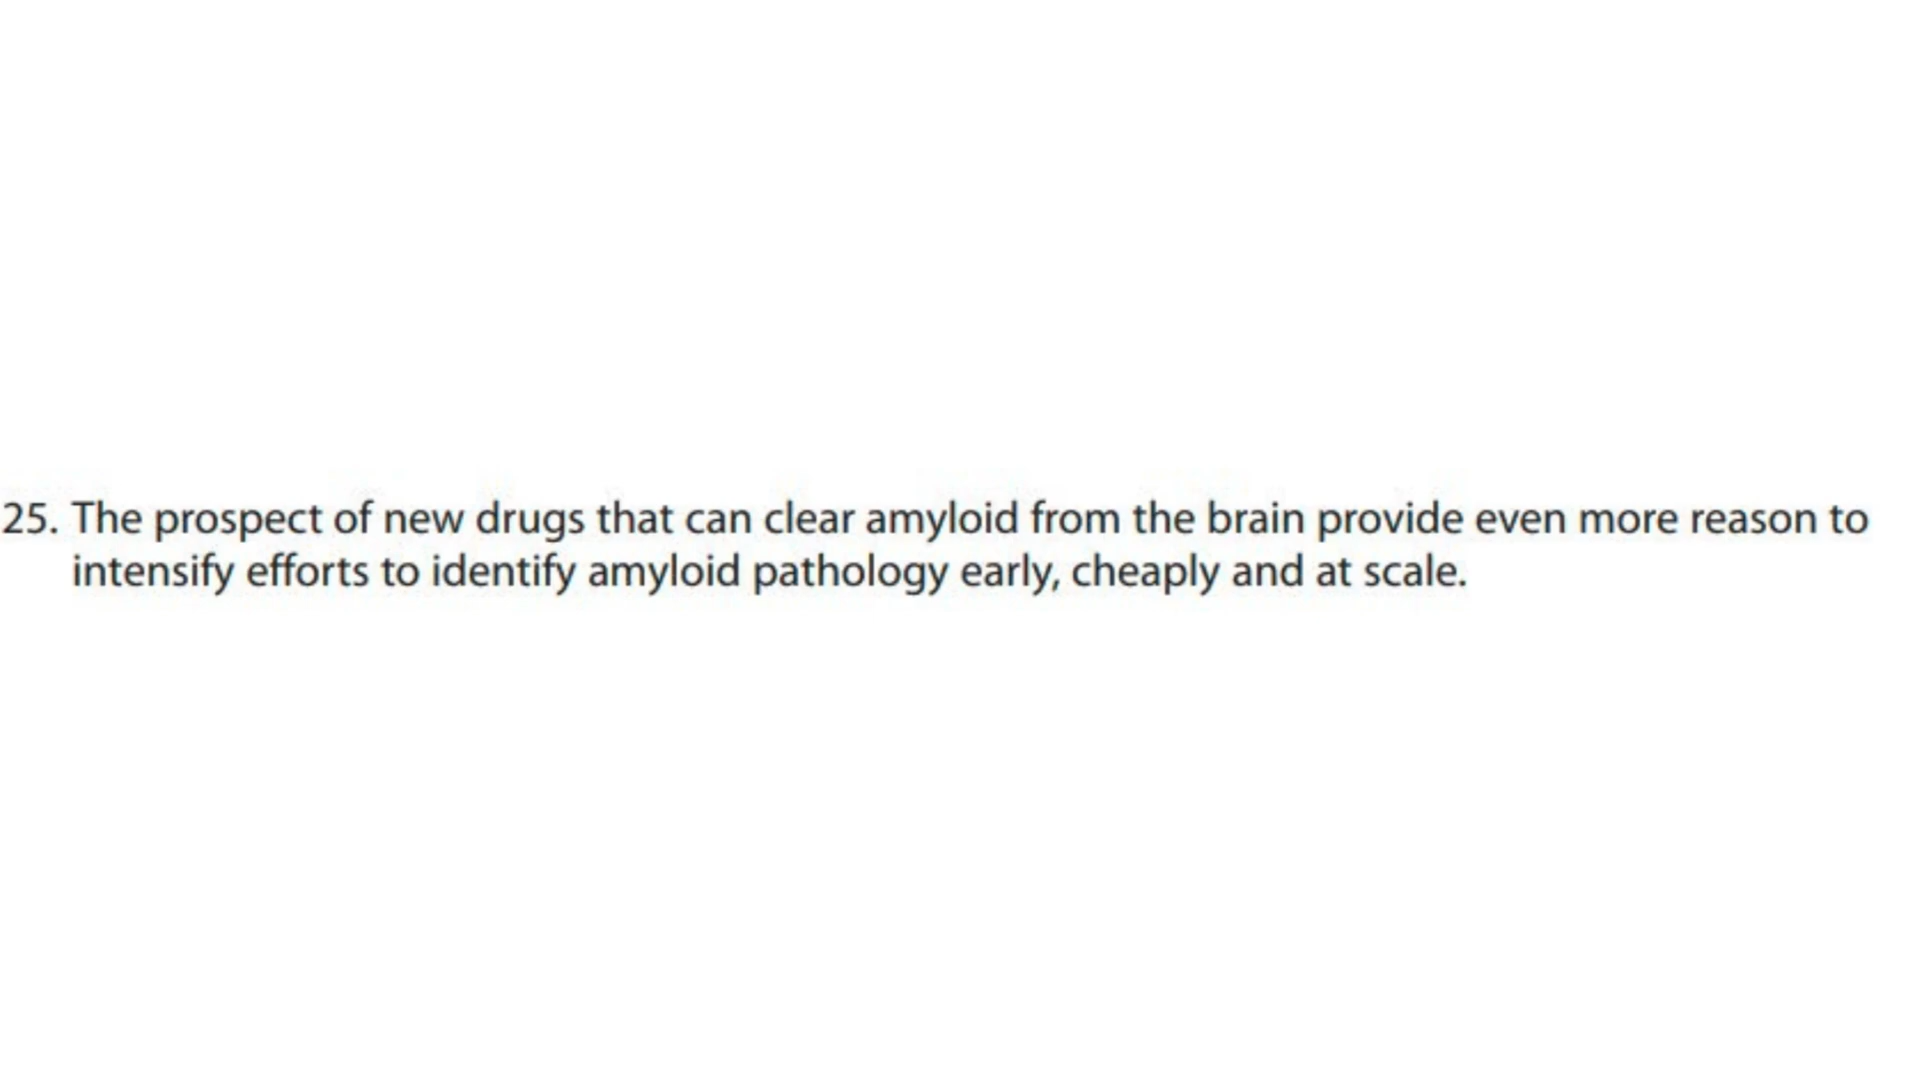 25. The prospect of new drugs that can clear amyloid from the brain provide even more reason to
intensify efforts to identify amyloid pathology early, cheaply and at scale.